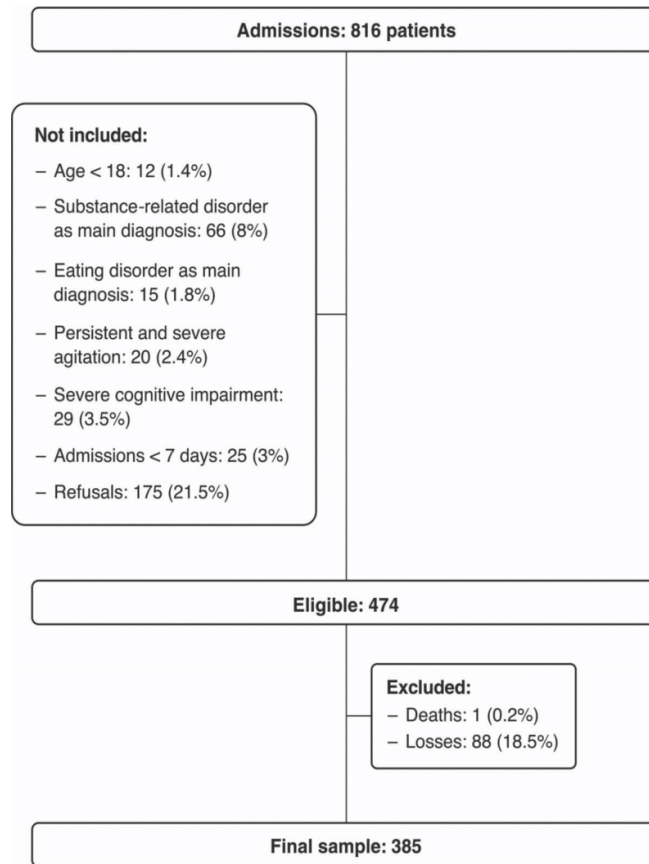 Admissions: 816 patients
Not included:
– Age < 18: 12 (1.4%)
– Substance-related disorder
as main diagnosis: 66 (8%)
– Eating disorder as main
diagnosis: 15 (1.8%)
– Persistent and severe
agitation: 20 (2.4%)
– Severe cognitive impairment:
29 (3.5%)
– Admissions < 7 days: 25 (3%)
– Refusals: 175 (21.5%)
Eligible: 474
Excluded:
– Deaths: 1 (0.2%)
– Losses: 88 (18.5%)
Final sample: 385